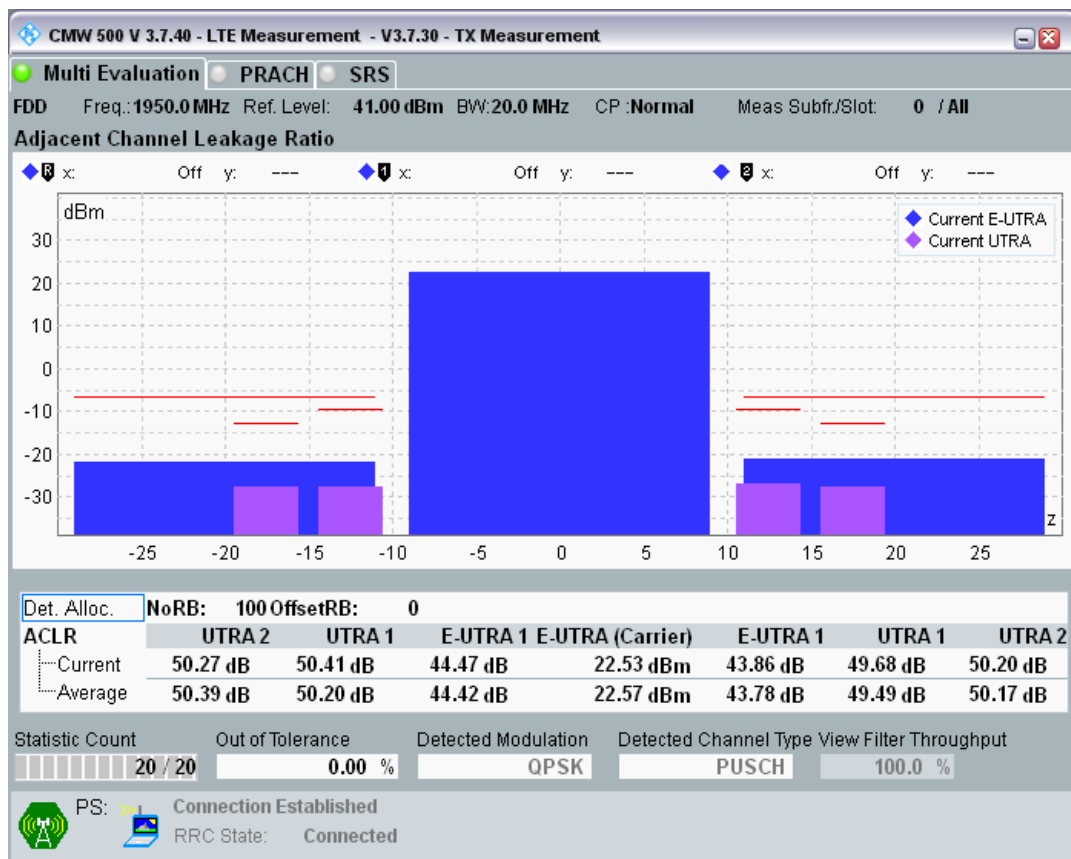 CMW 500 V 3.7.40 - LTE Measurement - V3.7.30 - TX Measurement
Multi Evaluation PRACH SRS
FDD Freq.:1950.0 MHz Ref. Level: 41.00 dBm BW:20.0 MHz CP :Normal Meas Subfr./Slot: 0 / All
Adjacent Channel Leakage Ratio
R x: Off y: --- 1 x: Off y: --- 2 x: Off y: ---
dBm
Current E-UTRA
Current UTRA
30
20
10
0
-10
-20
-30
z
-25 -20 -15 -10 -5 0 5 10 15 20 25
Det. Alloc. NoRB: 100 OffsetRB: 0
ACLR UTRA 2 UTRA 1 E-UTRA 1 E-UTRA (Carrier) E-UTRA 1 UTRA 1 UTRA 2
Current 50.27 dB 50.41 dB 44.47 dB 22.53 dBm 43.86 dB 49.68 dB 50.20 dB
Average 50.39 dB 50.20 dB 44.42 dB 22.57 dBm 43.78 dB 49.49 dB 50.17 dB
Statistic Count Out of Tolerance Detected Modulation Detected Channel Type View Filter Throughput
20 / 20 0.00 % QPSK PUSCH 100.0 %
PS: Connection Established
RRC State: Connected